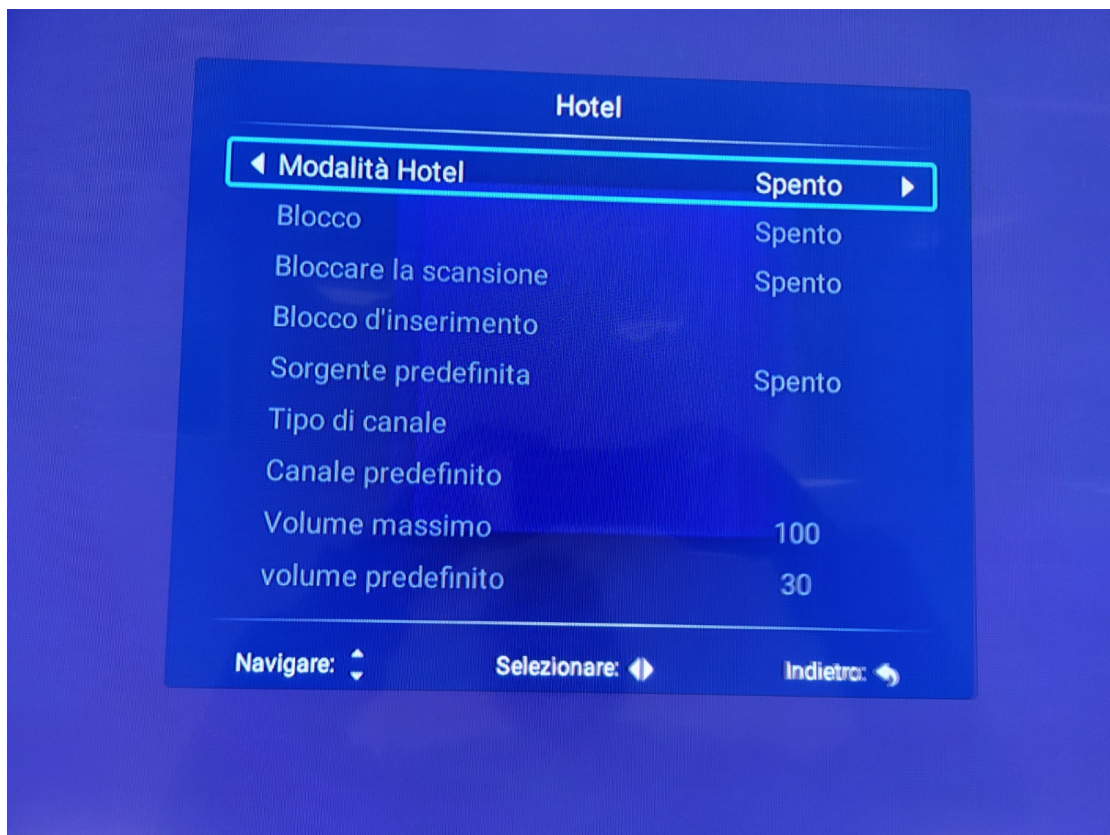 Hotel
Modalità Hotel Spento
Blocco Spento
Bloccare la scansione Spento
Blocco d'inserimento
Sorgente predefinita Spento
Tipo di canale
Canale predefinito
Volume massimo 100
volume predefinito 30
Navigare: Selezionare: Indietro: